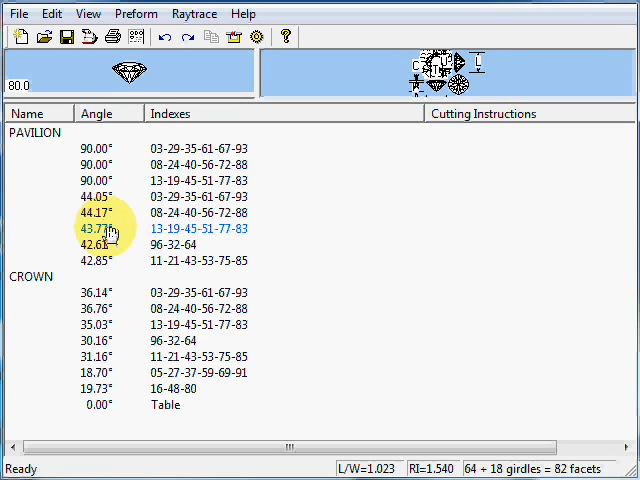 File Edit View Preform Raytrace Help
80.0
C T U L
Name Angle Indexes Cutting Instructions
PAVILION
90.00° 03-29-35-61-67-93
90.00° 08-24-40-56-72-88
90.00° 13-19-45-51-77-83
44.05° 03-29-35-61-67-93
44.17° 08-24-40-56-72-88
43.77° 13-19-45-51-77-83
42.61° 96-32-64
42.85° 11-21-43-53-75-85
CROWN
36.14° 03-29-35-61-67-93
36.76° 08-24-40-56-72-88
35.03° 13-19-45-51-77-83
30.16° 96-32-64
31.16° 11-21-43-53-75-85
18.70° 05-27-37-59-69-91
19.73° 16-48-80
0.00° Table
Ready L/W=1.023 RI=1.540 64 + 18 girdles = 82 facets